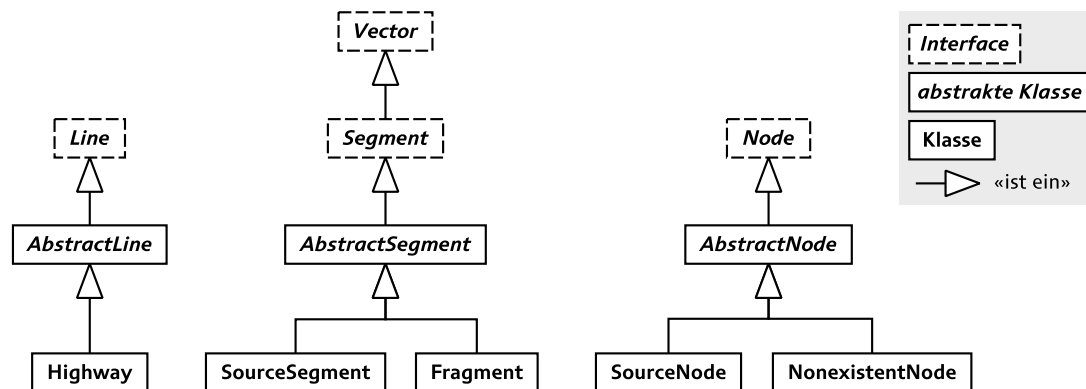 Vector
Interface
abstrakte Klasse
Line
Segment
Node
Klasse
«ist ein»
AbstractLine
AbstractSegment
AbstractNode
Highway
SourceSegment
Fragment
SourceNode
NonexistentNode